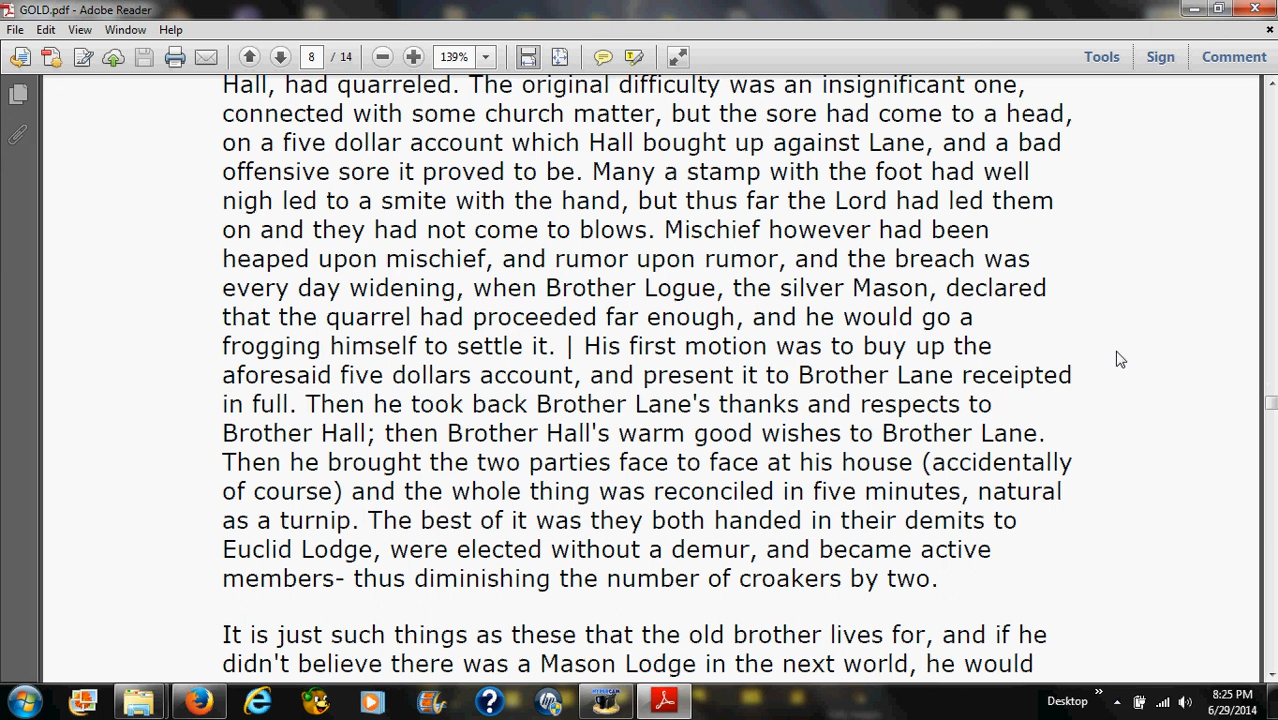 GOLD.pdf - Adobe Reader
File Edit View Window Help
8 / 14 139% Tools Sign Comment
Hall, had quarreled. The original difficulty was an insignificant one,
connected with some church matter, but the sore had come to a head,
on a five dollar account which Hall bought up against Lane, and a bad
offensive sore it proved to be. Many a stamp with the foot had well
nigh led to a smite with the hand, but thus far the Lord had led them
on and they had not come to blows. Mischief however had been
heaped upon mischief, and rumor upon rumor, and the breach was
every day widening, when Brother Logue, the silver Mason, declared
that the quarrel had proceeded far enough, and he would go a
frogging himself to settle it. | His first motion was to buy up the
aforesaid five dollars account, and present it to Brother Lane receipted
in full. Then he took back Brother Lane's thanks and respects to
Brother Hall; then Brother Hall's warm good wishes to Brother Lane.
Then he brought the two parties face to face at his house (accidentally
of course) and the whole thing was reconciled in five minutes, natural
as a turnip. The best of it was they both handed in their demits to
Euclid Lodge, were elected without a demur, and became active
members- thus diminishing the number of croakers by two.
It is just such things as these that the old brother lives for, and if he
didn't believe there was a Mason Lodge in the next world, he would
Desktop 8:25 PM
6/29/2014